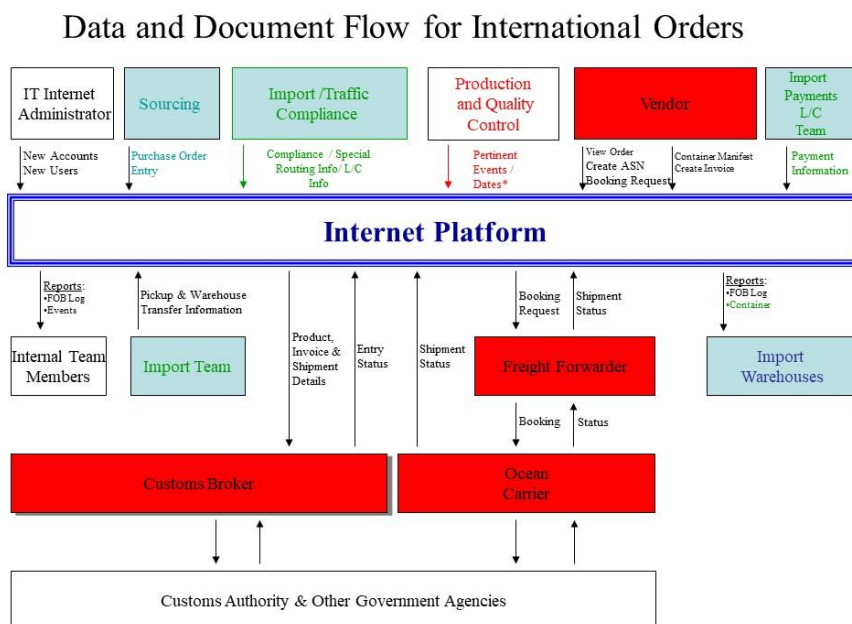 Data and Document Flow for International Orders
IT Internet
Administrator
Sourcing
Import /Traffic
Compliance
Production
and Quality
Control
Vendor
Import
Payments
L/C
Team
New Accounts
New Users
Purchase Order
Entry
Compliance / Special
Routing Info/ L/C
Info
Pertinent
Events /
Dates*
View Order
Create ASN
Booking Request
Container Manifest
Create Invoice
Payment
Information
Internet Platform
Reports:
•FOB Log
•Events
Pickup & Warehouse
Transfer Information
Product,
Invoice &
Shipment
Details
Entry
Status
Shipment
Status
Booking
Request
Shipment
Status
Reports:
•FOB Log
•Container
Internal Team
Members
Import Team
Freight Forwarder
Import
Warehouses
Booking
Status
Customs Broker
Ocean
Carrier
Customs Authority & Other Government Agencies